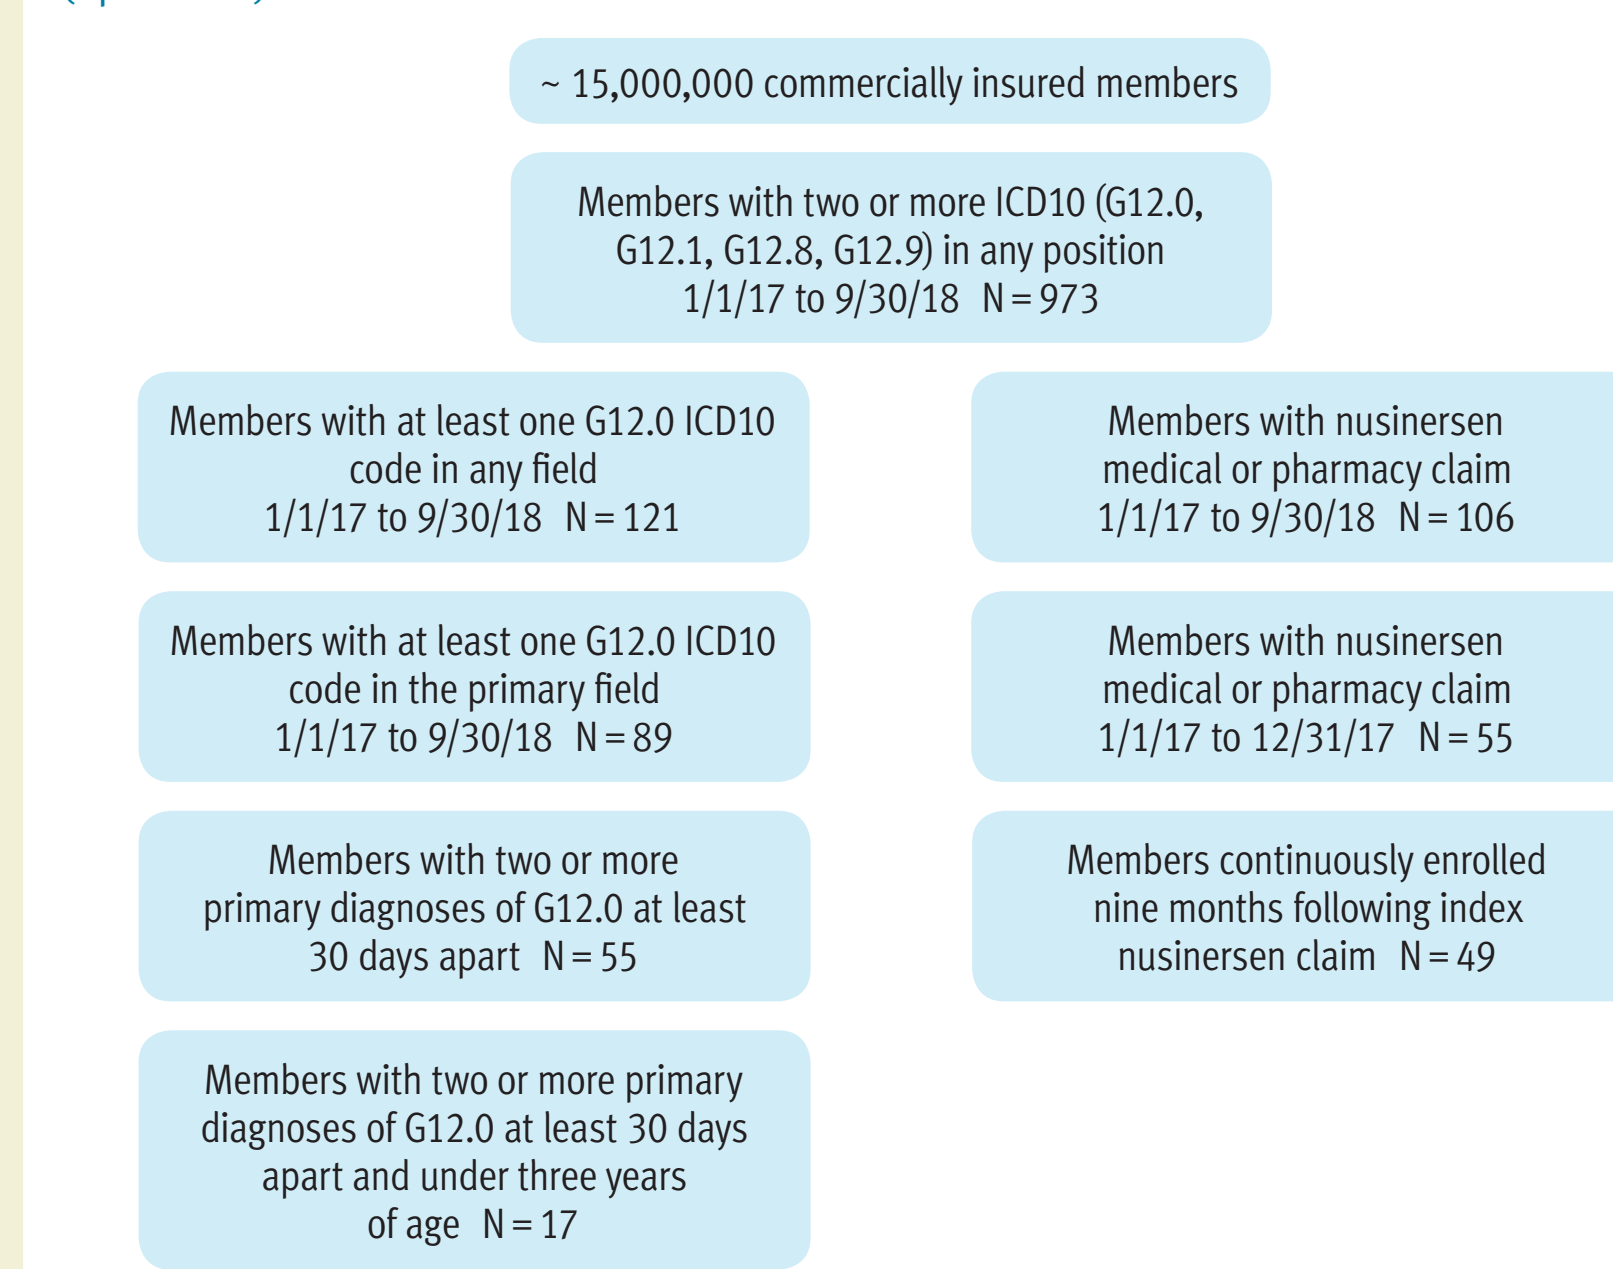 ~ 15,000,000 commercially insured members
Members with two or more ICD10 (G12.0,
G12.1, G12.8, G12.9) in any position
1/1/17 to 9/30/18 N = 973
Members with at least one G12.0 ICD10
code in any field
1/1/17 to 9/30/18 N = 121
Members with at least one G12.0 ICD10
code in the primary field
1/1/17 to 9/30/18 N = 89
Members with two or more
primary diagnoses of G12.0 at least
30 days apart N = 55
Members with two or more primary
diagnoses of G12.0 at least 30 days
apart and under three years
of age N = 17
Members with nusinersen
medical or pharmacy claim
1/1/17 to 9/30/18 N = 106
Members with nusinersen
medical or pharmacy claim
1/1/17 to 12/31/17 N = 55
Members continuously enrolled
nine months following index
nusinersen claim N = 49